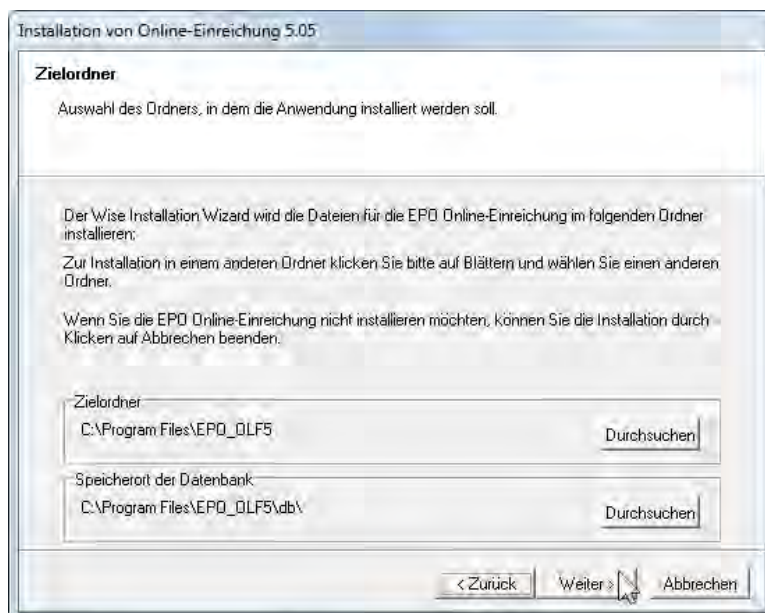 Installation von Online-Einreichung 5.05
Zielordner
Auswahl des Ordners, in dem die Anwendung installiert werden soll.
Der Wise Installation Wizard wird die Dateien für die EPO Online-Einreichung im folgenden Ordner
installieren:
Zur Installation in einem anderen Ordner klicken Sie bitte auf Blättern und wählen Sie einen anderen
Ordner.
Wenn Sie die EPO Online-Einreichung nicht installieren möchten, können Sie die Installation durch
Klicken auf Abbrechen beenden.
Zielordner
C:\Program Files\EPO_OLF5
Durchsuchen
Speicherort der Datenbank
C:\Program Files\EPO_OLF5\db\
Durchsuchen
< Zurück
Weiter >
Abbrechen